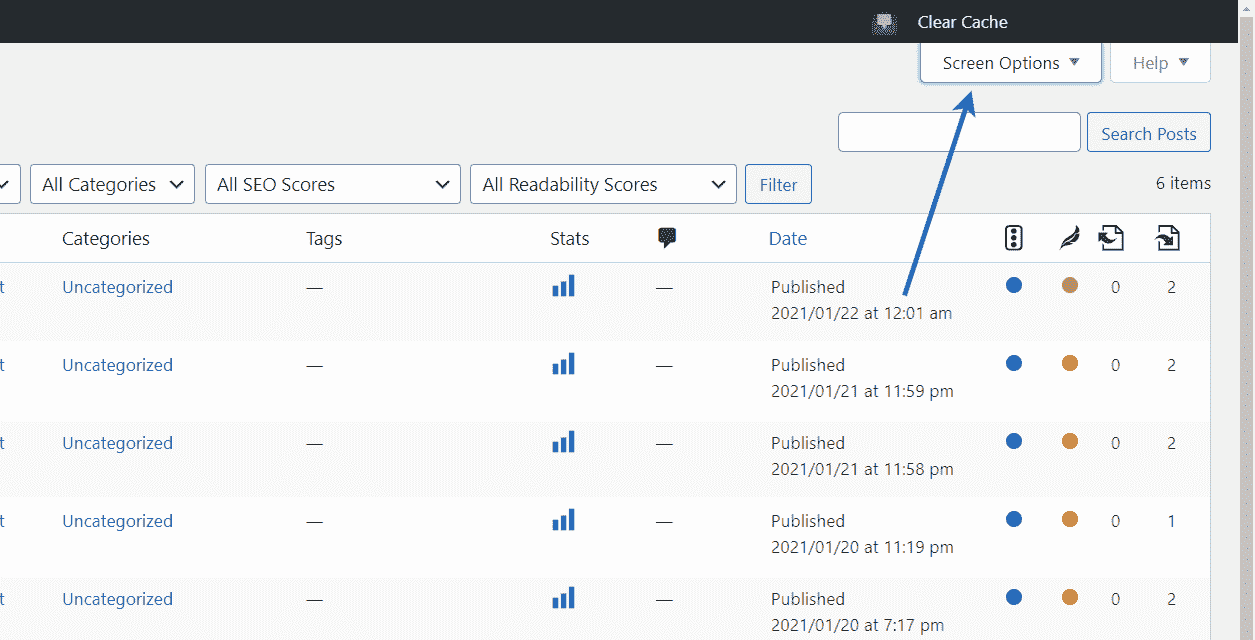 Clear Cache
Screen Options Help
Search Posts
All Categories All SEO Scores All Readability Scores Filter 6 items
Categories Tags Stats Date
t Uncategorized — — Published 0 2
2021/01/22 at 12:01 am
t Uncategorized — — Published 0 2
2021/01/21 at 11:59 pm
t Uncategorized — — Published 0 2
2021/01/21 at 11:58 pm
t Uncategorized — — Published 0 1
2021/01/20 at 11:19 pm
t Uncategorized — — Published 0 2
2021/01/20 at 7:17 pm